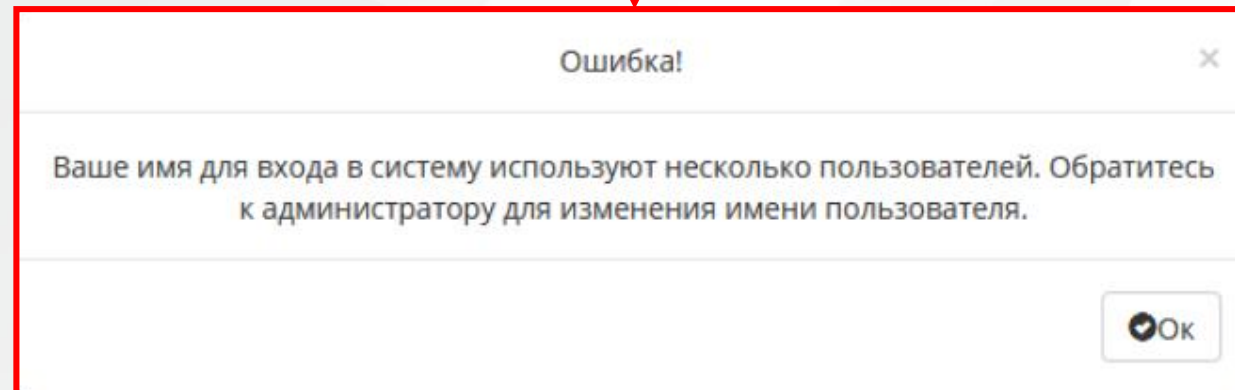 Ошибка!
Ваше имя для входа в систему используют несколько пользователей. Обратитесь
к администратору для изменения имени пользователя.
Ок